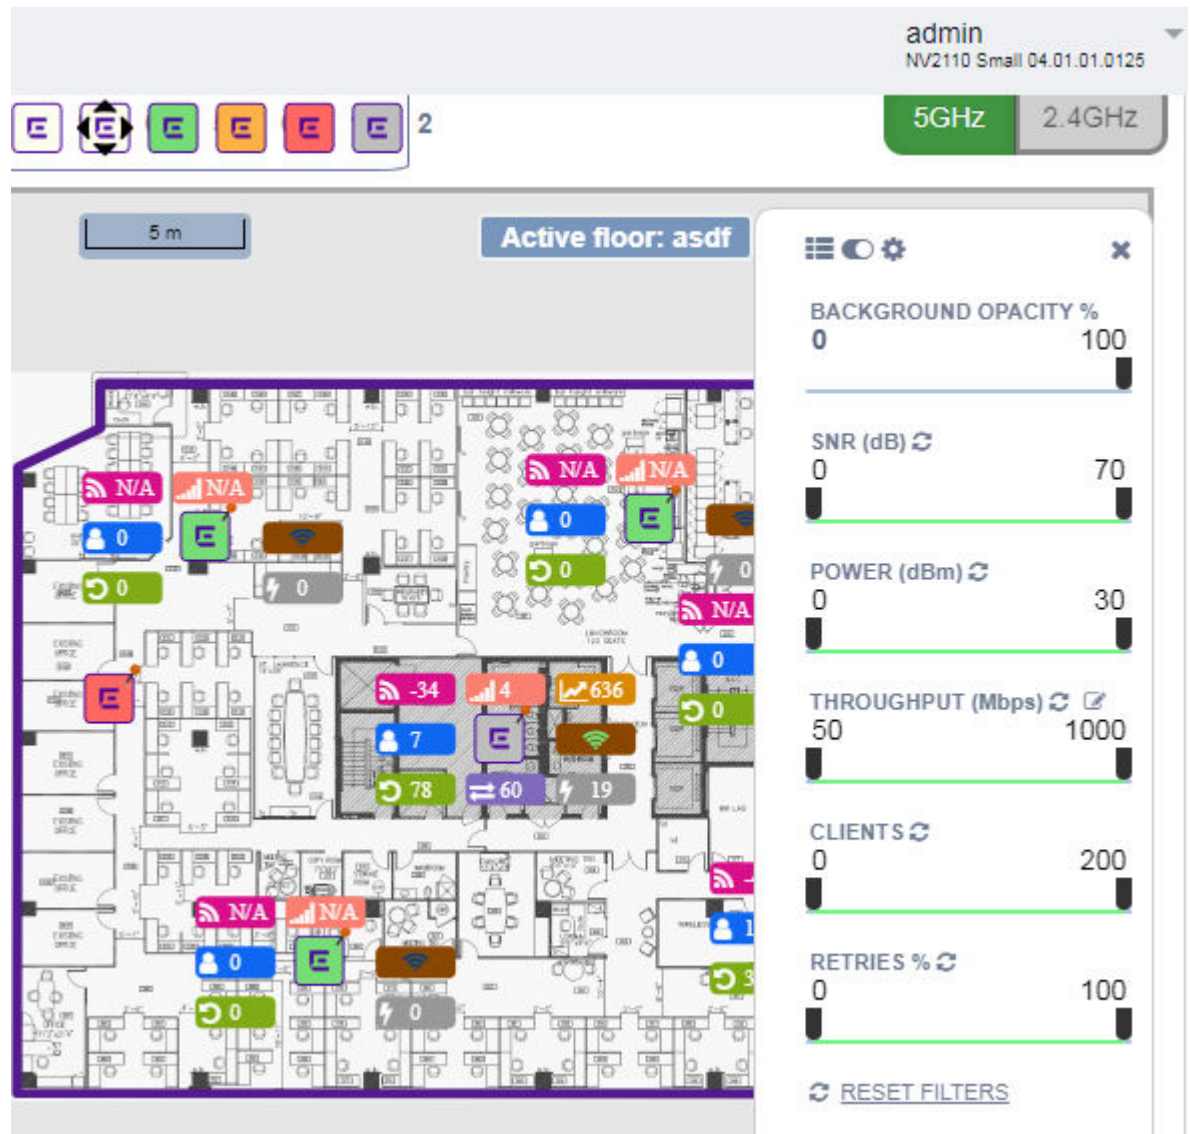 admin
NV2110 Small 04.01.01.0125
2
5GHz
2.4GHz
5 m
Active floor: asdf
BACKGROUND OPACITY %
0 100
SNR (dB)
0 70
POWER (dBm)
0 30
THROUGHPUT (Mbps)
50 1000
CLIENTS
0 200
RETRIES %
0 100
RESET FILTERS
N/A N/A
0
0 0
N/A N/A
0
0 0
N/A
0
0
-34 4 636
7
78 60 19
N/A N/A
0
0 0
1
3